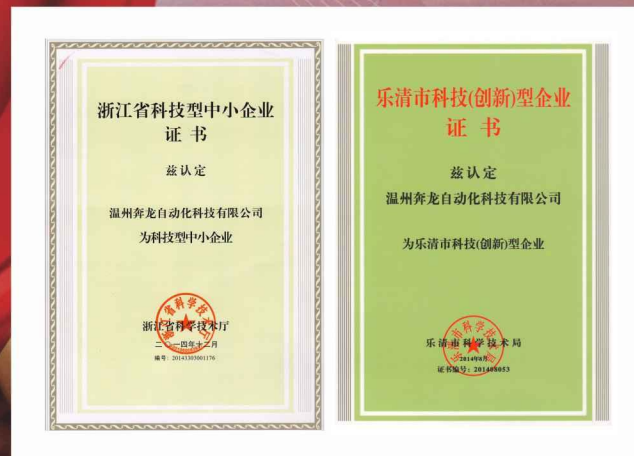 浙江省科技型中小企业
证书
兹认定
温州奔龙自动化科技有限公司
为科技型中小企业
浙江省科学技术厅
二〇一四年十二月
编号：20141303001176
乐清市科技(创新)型企业
证书
兹认定
温州奔龙自动化科技有限公司
为乐清市科技(创新)型企业
乐清市科学技术局
2014年8月
证书编号：201408053